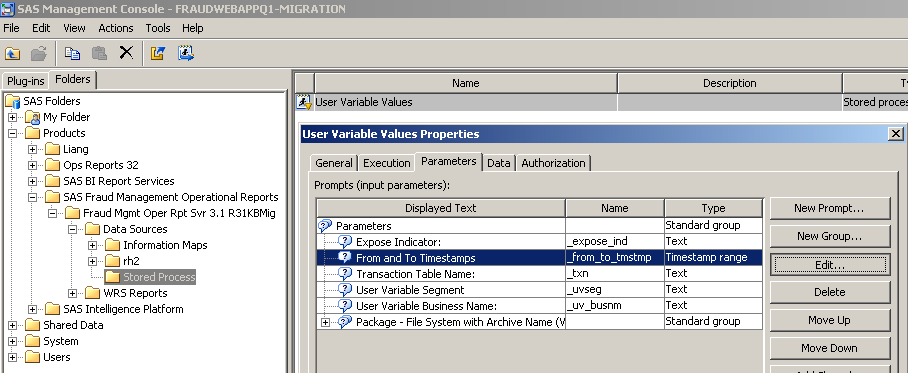 SAS Management Console - FRAUDWEBAPPQ1-MIGRATION
File Edit View Actions Tools Help
Plug-ins Folders
SAS Folders
My Folder
Products
Liang
Ops Reports 32
SAS BI Report Services
SAS Fraud Management Operational Reports
Fraud Mgmt Oper Rpt Svr 3.1 R31KBMig
Data Sources
Information Maps
rh2
Stored Process
WRS Reports
SAS Intelligence Platform
Shared Data
System
Users
Name Description Ty
User Variable Values Stored proces
User Variable Values Properties
General Execution Parameters Data Authorization
Prompts (input parameters):
Displayed Text Name Type
Parameters Standard group
Expose Indicator: _expose_ind Text
From and To Timestamps _from_to_tmstmp Timestamp range
Transaction Table Name: _txn Text
User Variable Segment _uvseg Text
User Variable Business Name: _uv_busnm Text
Package - File System with Archive Name (V Standard group
New Prompt...
New Group...
Edit...
Delete
Move Up
Move Down